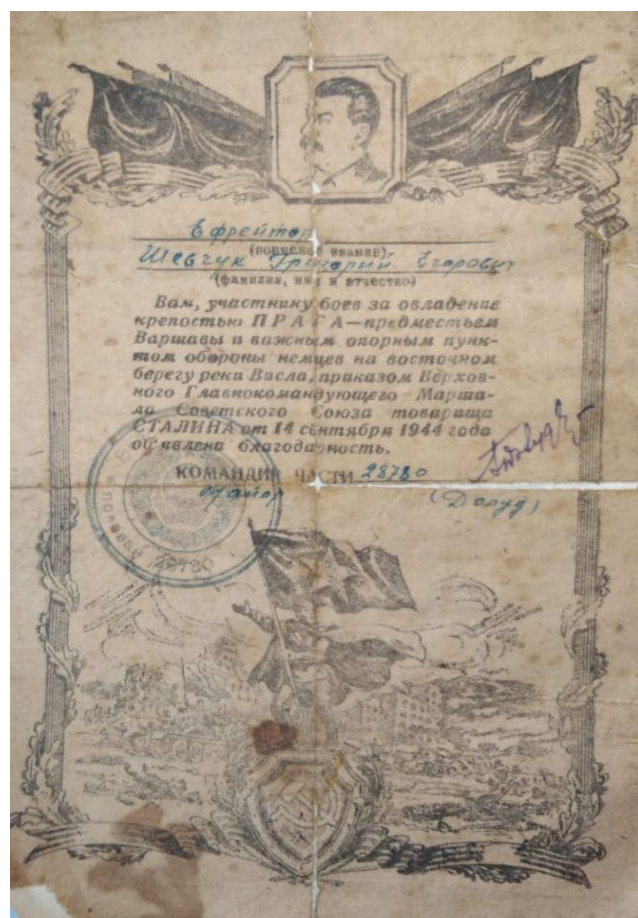 Ефрейтор
(воинское звание)
Шевчук Григорий Егорович
(фамилия, имя и отчество)
Вам, участнику боев за овладение
крепостью ПРАГА—предместьем
Варшавы и важным опорным пунк-
том обороны немцев на восточном
берегу реки Висла, приказом Верхов-
ного Главнокомандующего Марша-
ла Советского Союза товарища
СТАЛИНА от 14 сентября 1944 года
объявлена благодарность.
КОМАНДИР ЧАСТИ 28780
майор (Долуд)
28780